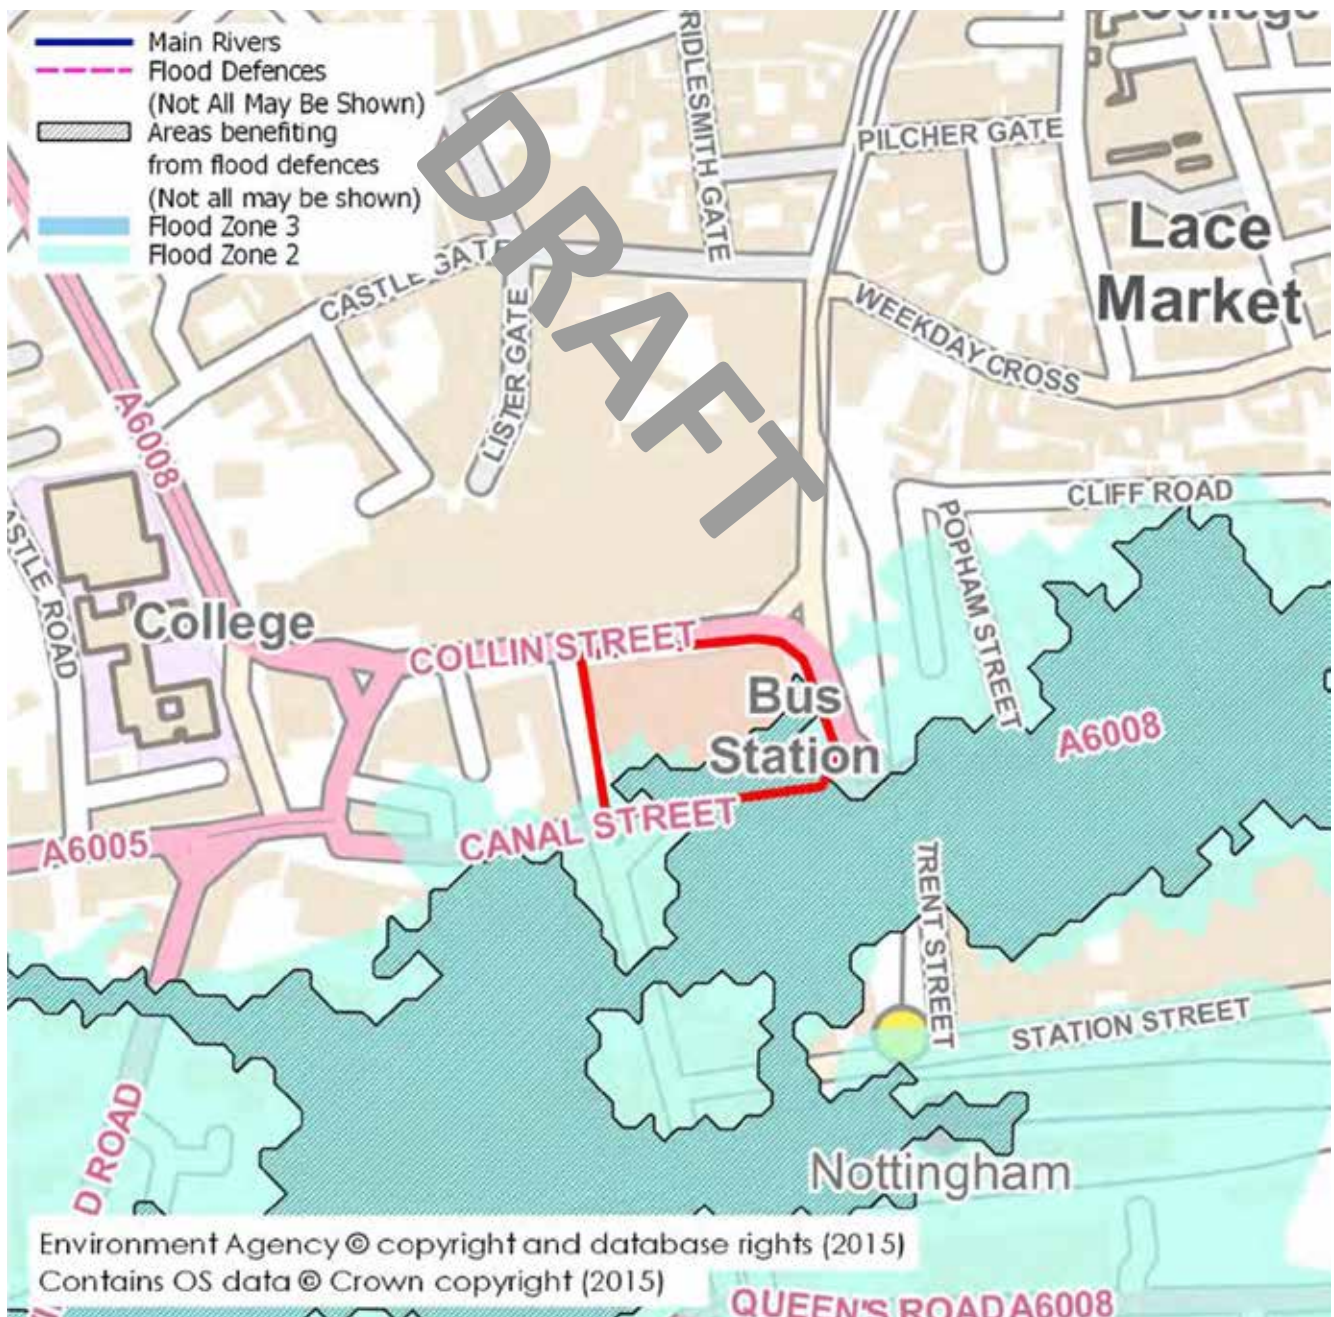 Main Rivers
Flood Defences
(Not All May Be Shown)
Areas benefiting
from flood defences
(Not all may be shown)
Flood Zone 3
Flood Zone 2
DRAFT
College
RIDLESMITH GATE
PILCHER GATE
Lace
Market
CASTLE GATE
LISTER GATE
WEEKDAY CROSS
A6008
CLIFF ROAD
POPHAM STREET
ASTLE ROAD
College
COLLIN STREET
Bus
Station
A6008
CANAL STREET
A6005
TRENT STREET
STATION STREET
D ROAD
Nottingham
Environment Agency © copyright and database rights (2015)
Contains OS data © Crown copyright (2015)
QUEEN'S ROAD A6008